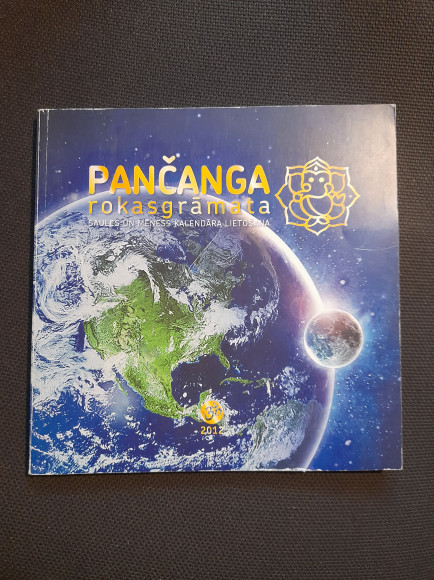 PANČANGA
rokasgrāmata
SAULES UN MĒNESS KALENDĀRA LIETOŠANA
2012